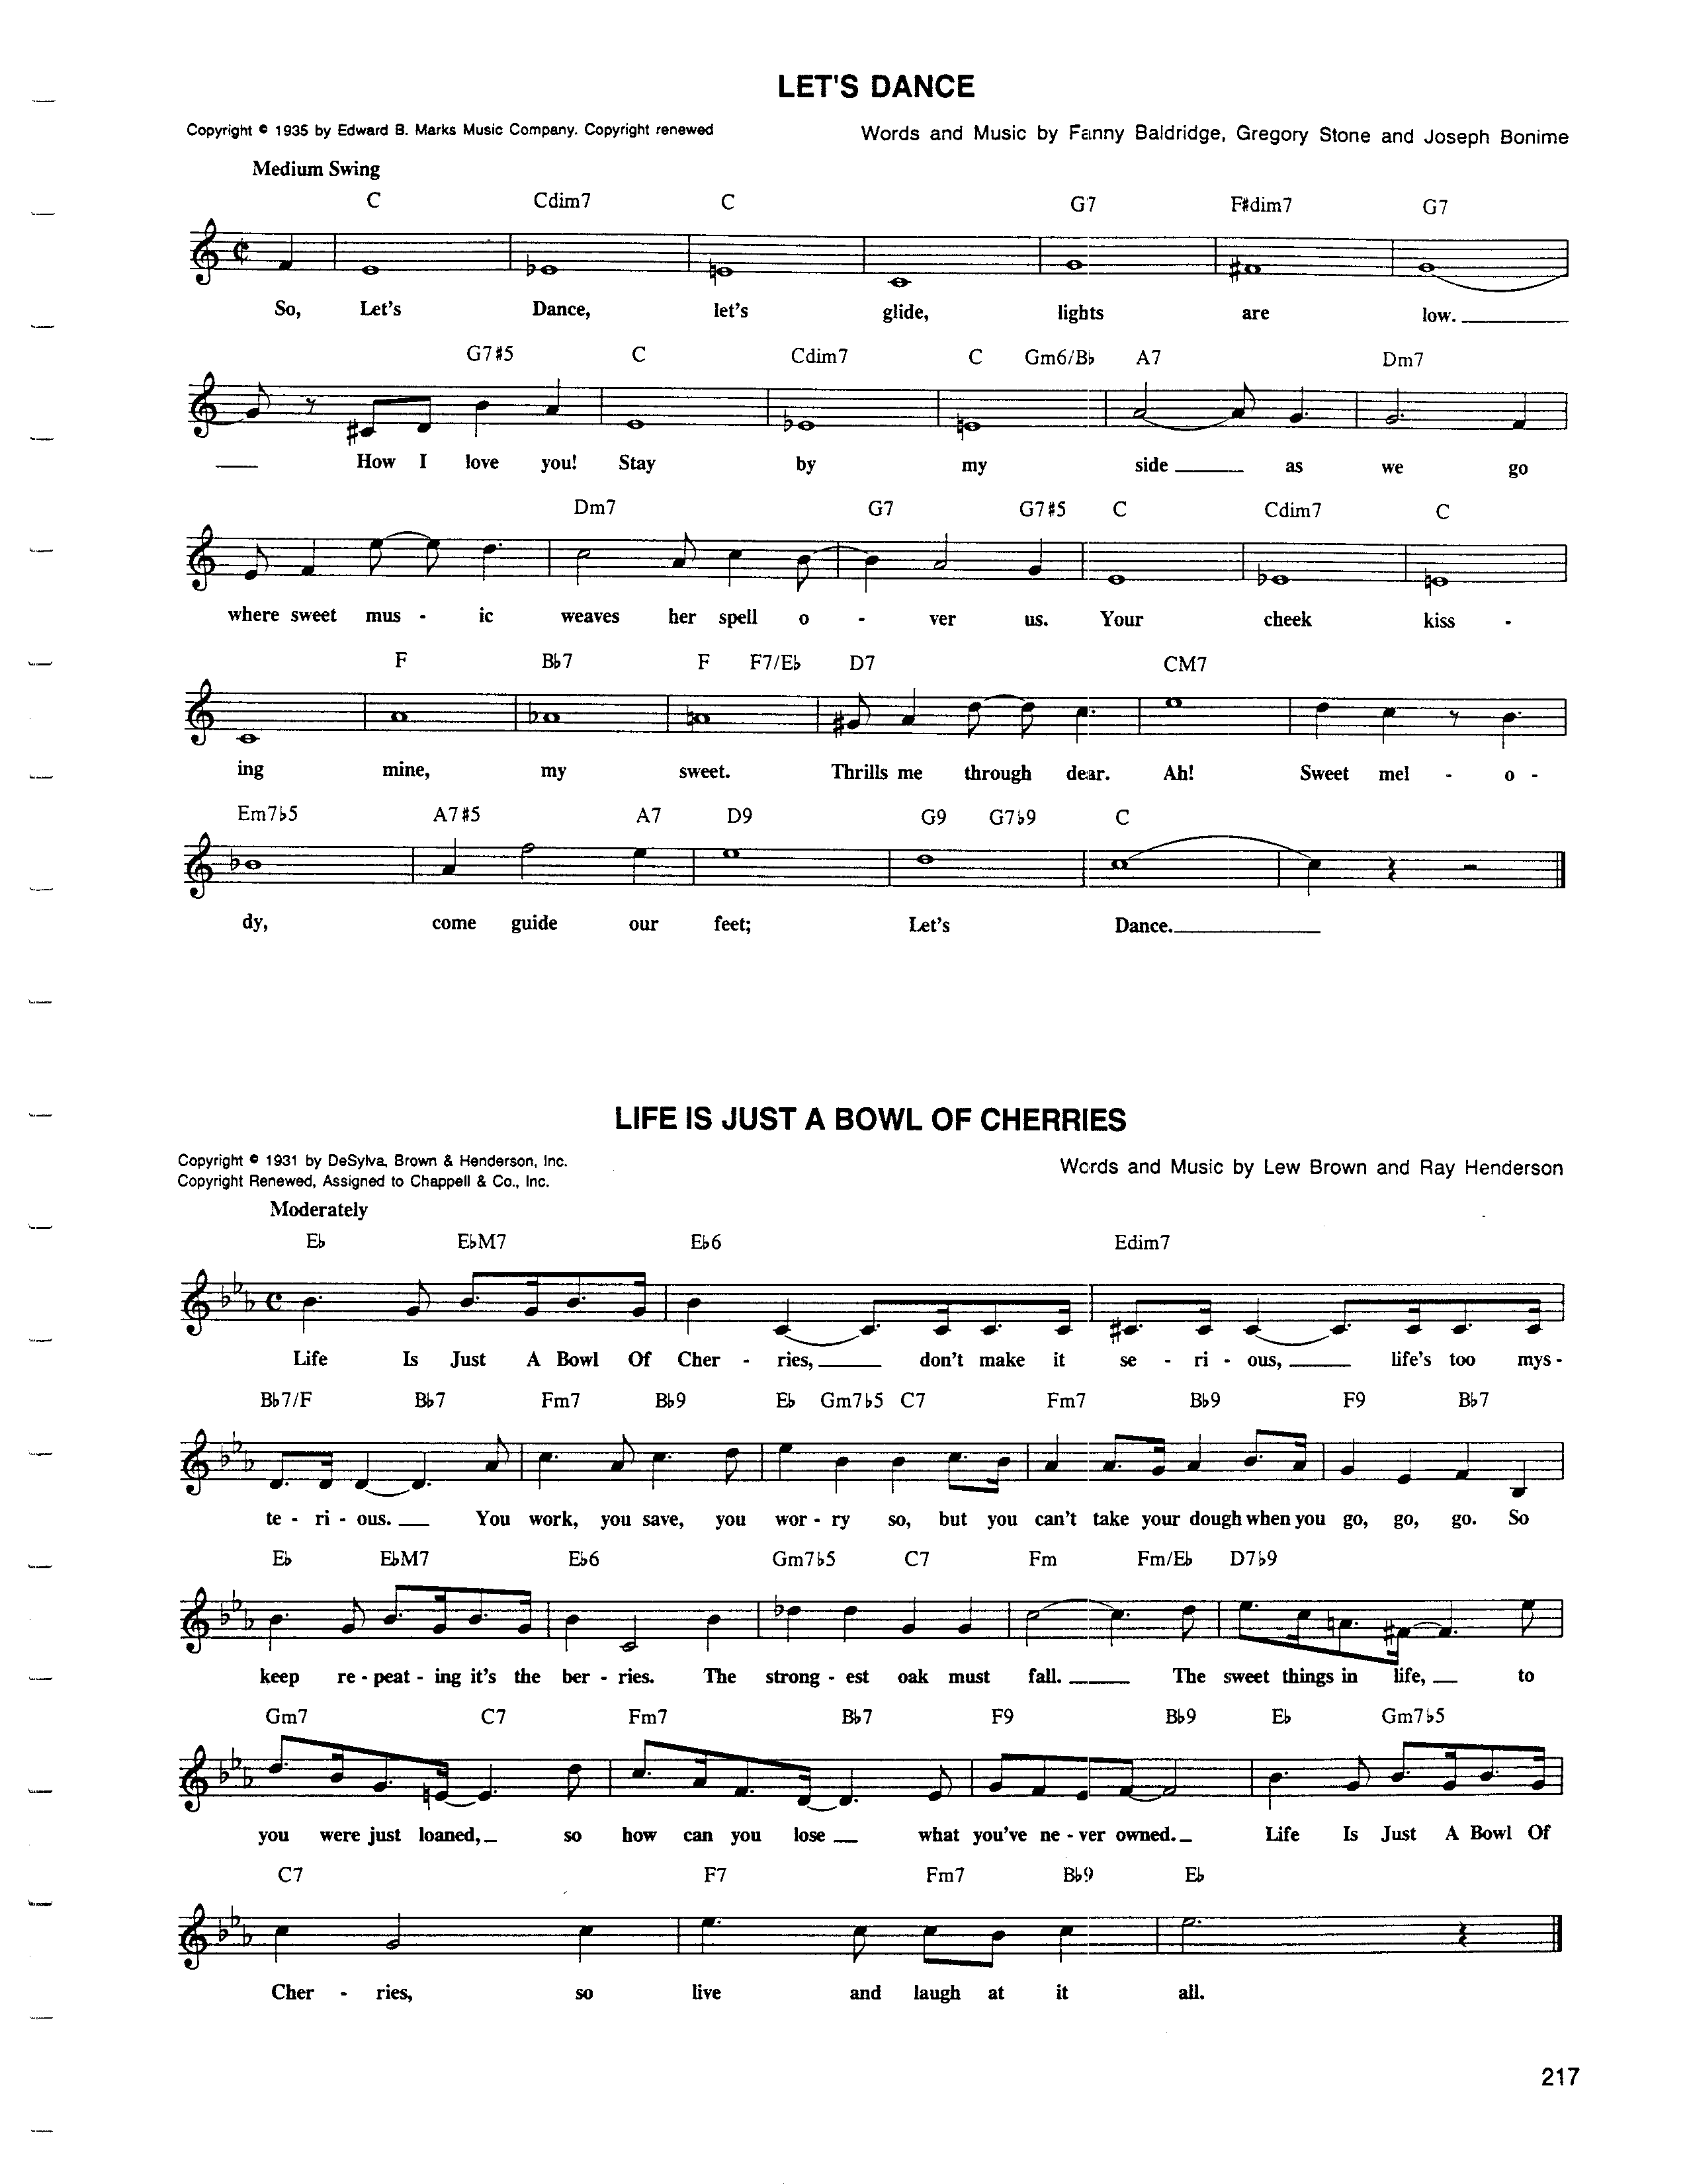 LET'S DANCE
Copyright © 1935 by Edward B. Marks Music Company. Copyright renewed
Words and Music by Fanny Baldridge, Gregory Stone and Joseph Bonime
Medium Swing
C Cdim7 C G7 F#dim7 G7
So, Let's Dance, let's glide, lights are low.
G7#5 C Cdim7 C Gm6/B♭ A7 Dm7
How I love you! Stay by my side as we go
Dm7 G7 G7#5 C Cdim7 C
where sweet mus - ic weaves her spell o - ver us. Your cheek kiss -
F B♭7 F F7/E♭ D7 CM7
ing mine, my sweet. Thrills me through dear. Ah! Sweet mel - o -
Em7♭5 A7#5 A7 D9 G9 G7♭9 C
dy, come guide our feet; Let's Dance.
LIFE IS JUST A BOWL OF CHERRIES
Copyright © 1931 by DeSylva, Brown & Henderson, Inc.
Copyright Renewed, Assigned to Chappell & Co., Inc.
Words and Music by Lew Brown and Ray Henderson
Moderately
E♭ E♭M7 E♭6 Edim7
Life Is Just A Bowl Of Cher - ries, don't make it se - ri - ous, life's too mys -
B♭7/F B♭7 Fm7 B♭9 E♭ Gm7♭5 C7 Fm7 B♭9 F9 B♭7
te - ri - ous. You work, you save, you wor - ry so, but you can't take your dough when you go, go, go. So
E♭ E♭M7 E♭6 Gm7♭5 C7 Fm Fm/E♭ D7♭9
keep re - peat - ing it's the ber - ries. The strong - est oak must fall. The sweet things in life, to
Gm7 C7 Fm7 B♭7 F9 B♭9 E♭ Gm7♭5
you were just loaned, so how can you lose what you've ne - ver owned. Life Is Just A Bowl Of
C7 F7 Fm7 B♭9 E♭
Cher - ries, so live and laugh at it all.
217